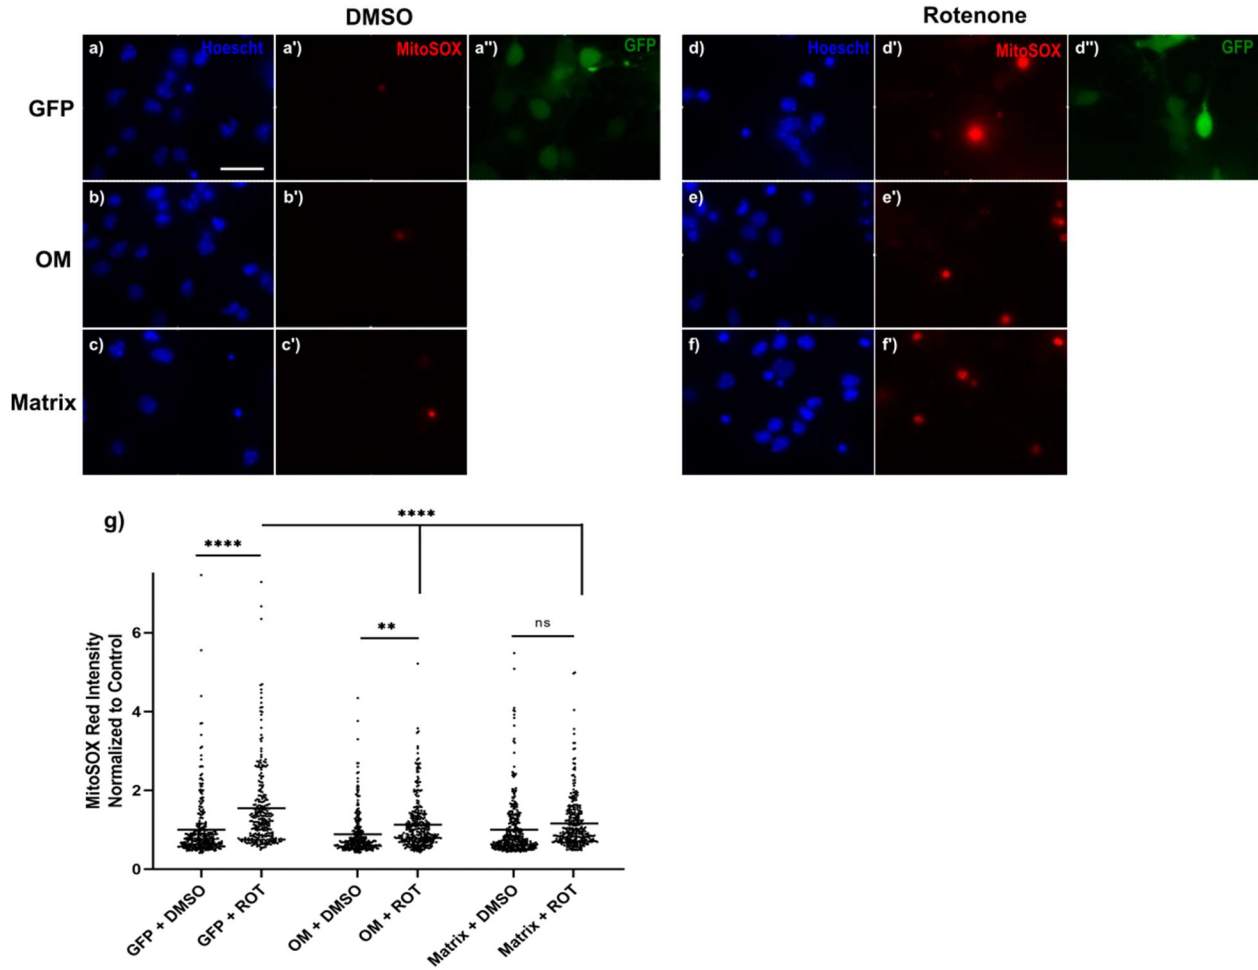 DMSO
Rotenone
GFP
a)
Hoescht
a')
MitoSOX
a'')
GFP
d)
Hoescht
d')
MitoSOX
d'')
GFP
OM
b)
b')
e)
e')
Matrix
c)
c')
f)
f')
g)
****
****
**
ns
MitoSOX Red Intensity
Normalized to Control
6
4
2
0
GFP + DMSO
GFP + ROT
OM + DMSO
OM + ROT
Matrix + DMSO
Matrix + ROT